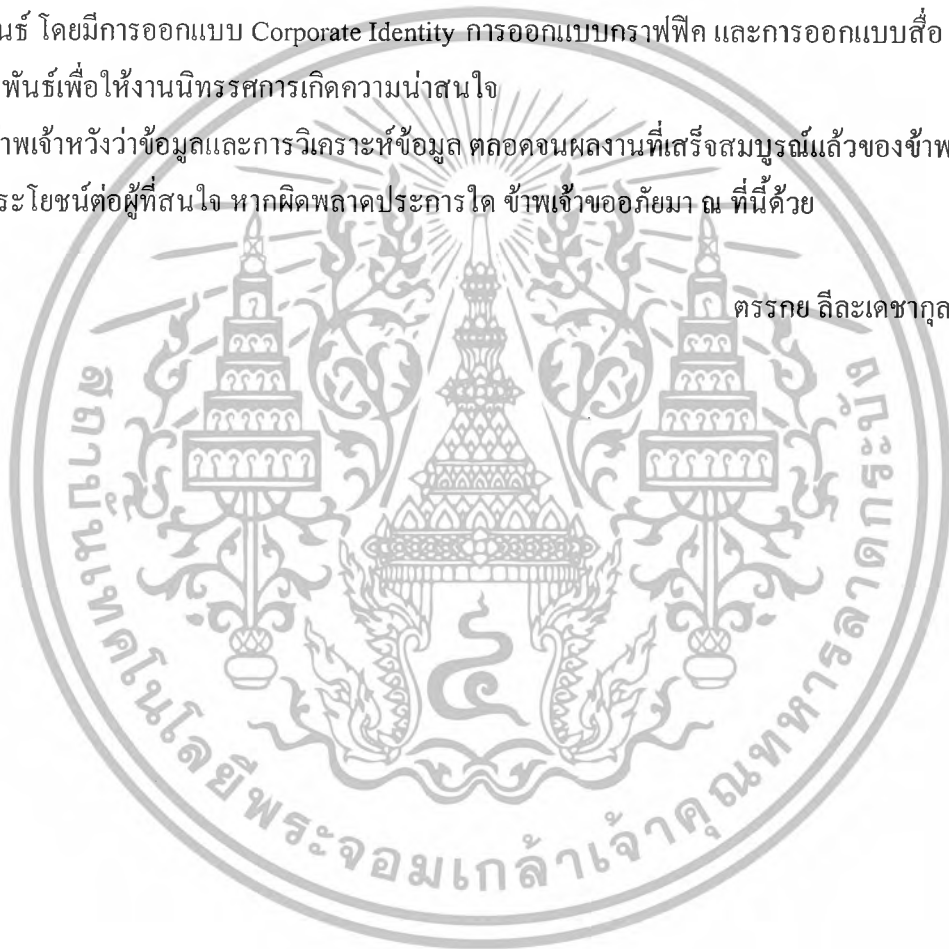 นธ์ โดยมีการออกแบบ Corporate Identity การออกแบบกราฟฟิค และการออกแบบสื่อ
พันธ์เพื่อให้งานนิทรรศการเกิดความน่าสนใจ
าพเจ้าหวังว่าข้อมูลและการวิเคราะห์ข้อมูล ตลอดจนผลงานที่เสร็จสมบูรณ์แล้วของข้าพ
ระโยชน์ต่อผู้ที่สนใจ หากผิดพลาดประการใด ข้าพเจ้าขออภัยมา ณ ที่นี้ด้วย
ตรรกย ลีละเดชากุล
สถาบันเทคโนโลยีพระจอมเกล้าเจ้าคุณทหารลาดกระบัง
๔